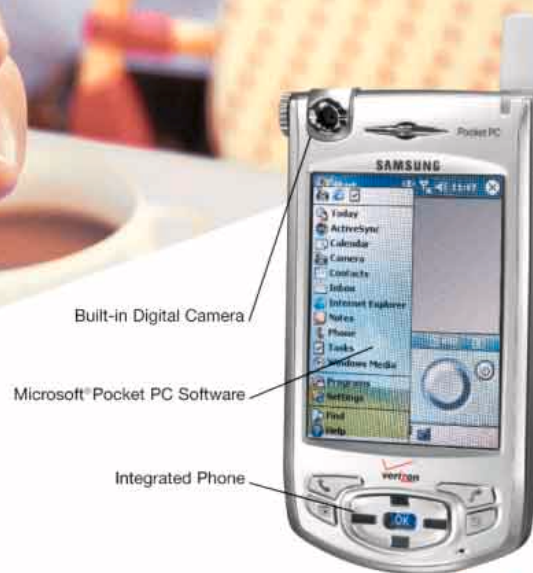 Pocket PC
SAMSUNG
Today
ActiveSync
Calendar
Camera
Contacts
Inbox
Internet Explorer
Notes
Phone
Tasks
Windows Media
Programs
Settings
Find
Help
Built-in Digital Camera
Microsoft® Pocket PC Software
Integrated Phone
verizon
OK